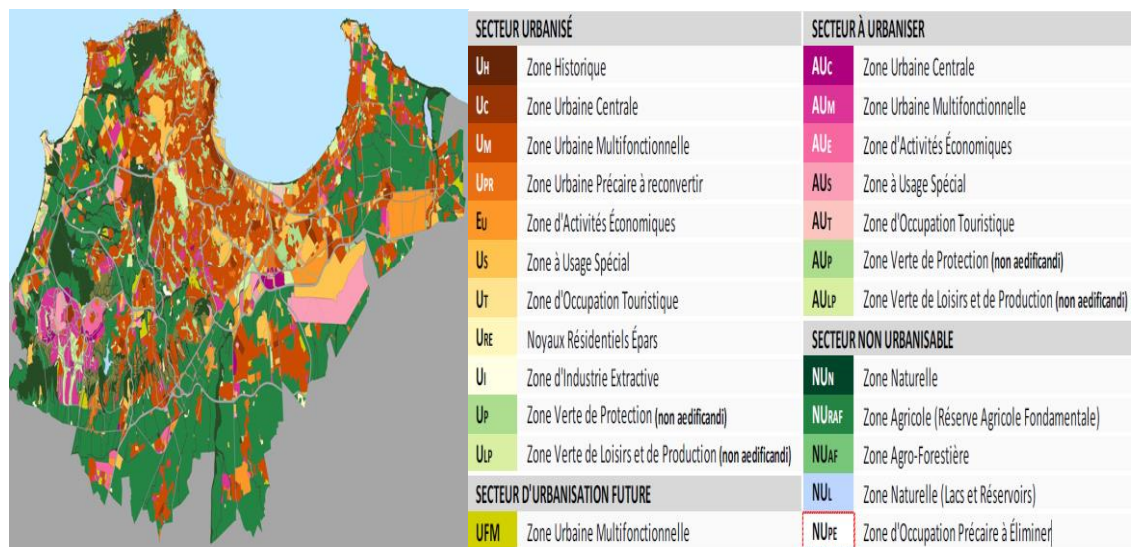 SECTEUR URBANISÉ
UH Zone Historique
UC Zone Urbaine Centrale
UM Zone Urbaine Multifonctionnelle
UPR Zone Urbaine Précaire à reconvertir
EU Zone d'Activités Économiques
US Zone à Usage Spécial
UT Zone d'Occupation Touristique
URE Noyaux Résidentiels Épars
UI Zone d'Industrie Extractive
UP Zone Verte de Protection (non aedificandi)
ULP Zone Verte de Loisirs et de Production (non aedificandi)
SECTEUR D'URBANISATION FUTURE
UFM Zone Urbaine Multifonctionnelle
SECTEUR À URBANISER
AUC Zone Urbaine Centrale
AUM Zone Urbaine Multifonctionnelle
AUE Zone d'Activités Économiques
AUS Zone à Usage Spécial
AUT Zone d'Occupation Touristique
AUP Zone Verte de Protection (non aedificandi)
AULP Zone Verte de Loisirs et de Production (non aedificandi)
SECTEUR NON URBANISABLE
NUN Zone Naturelle
NURAF Zone Agricole (Réserve Agricole Fondamentale)
NUAF Zone Agro-Forestière
NUL Zone Naturelle (Lacs et Réservoirs)
NUPE Zone d'Occupation Précaire à Éliminer